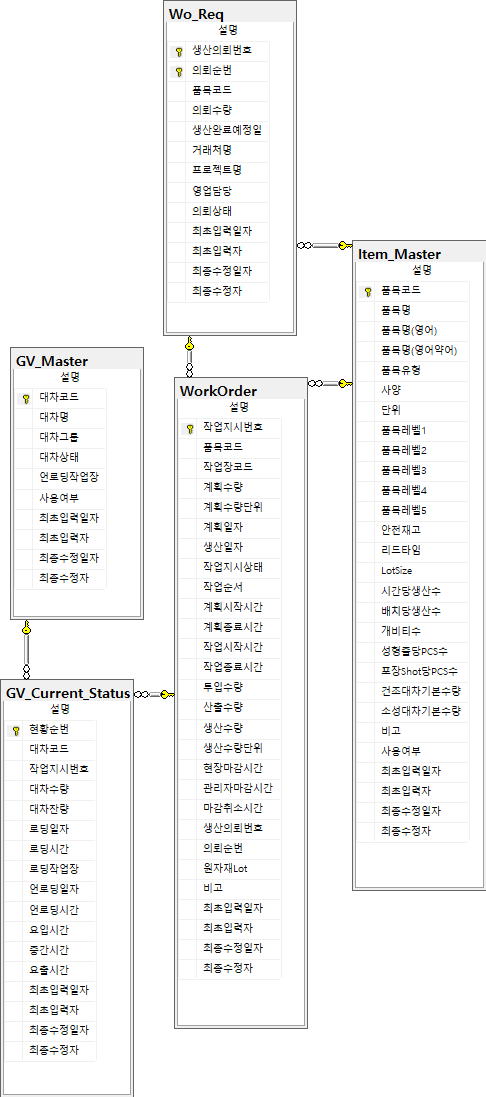 Wo_Req
설명
생산의뢰번호
의뢰순번
품목코드
의뢰수량
생산완료예정일
거래처명
프로젝트명
영업담당
의뢰상태
최초입력일자
최초입력자
최종수정일자
최종수정자
Item_Master
설명
품목코드
품목명
품목명(영어)
품목명(영어약어)
품목유형
사양
단위
품목레벨1
품목레벨2
품목레벨3
품목레벨4
품목레벨5
안전재고
리드타임
LotSize
시간당생산수
배치당생산수
캐비티수
성형줄당PCS수
포장Shot당PCS수
건조대차기본수량
소성대차기본수량
비고
사용여부
최초입력일자
최초입력자
최종수정일자
최종수정자
GV_Master
설명
대차코드
대차명
대차그룹
대차상태
언로딩작업장
사용여부
최초입력일자
최초입력자
최종수정일자
최종수정자
WorkOrder
설명
작업지시번호
품목코드
작업장코드
계획수량
계획수량단위
계획일자
생산일자
작업지시상태
작업순서
계획시작시간
계획종료시간
작업시작시간
작업종료시간
투입수량
산출수량
생산수량
생산수량단위
현장마감시간
관리자마감시간
마감취소시간
생산의뢰번호
의뢰순번
원자재Lot
비고
최초입력일자
최초입력자
최종수정일자
최종수정자
GV_Current_Status
설명
현황순번
대차코드
작업지시번호
대차수량
대차잔량
로딩일자
로딩시간
로딩작업장
언로딩일자
언로딩시간
요입시간
중간시간
요출시간
최초입력일자
최초입력자
최종수정일자
최종수정자